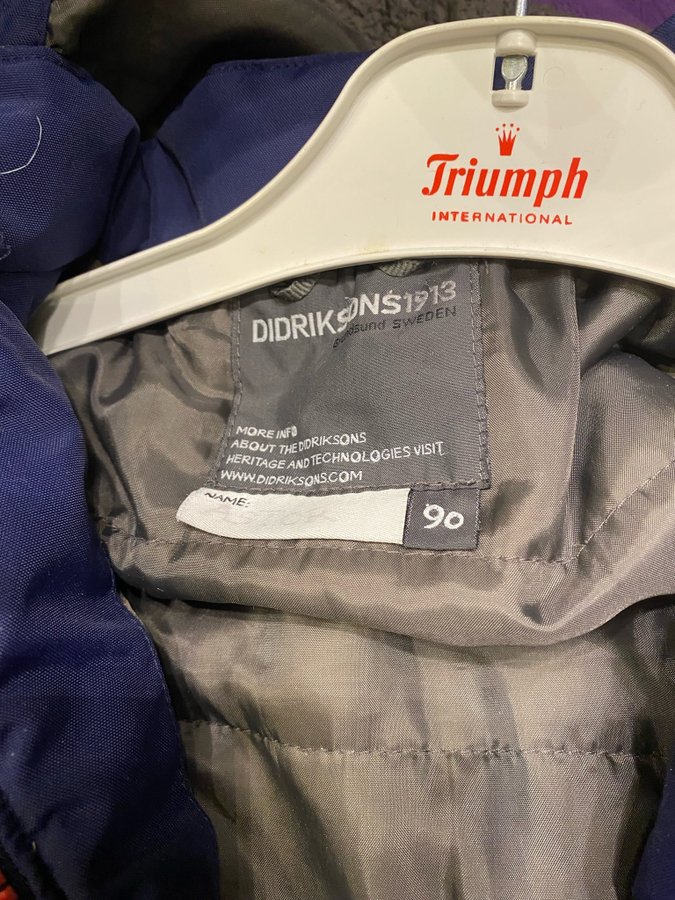 Triumph
INTERNATIONAL
DIDRIKSONS1913
SWEDEN
MORE INFO
ABOUT THE DIDRIKSONS
HERITAGE AND TECHNOLOGIES VISIT
WWW.DIDRIKSONS.COM
NAME:
90